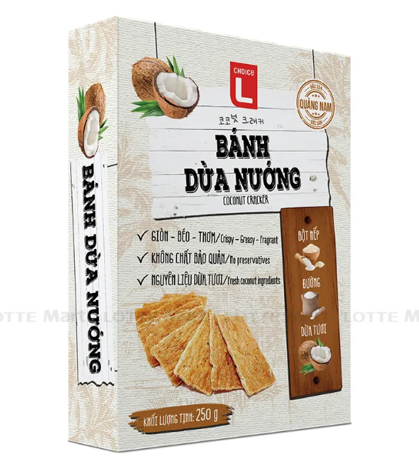 CHOICE
L
코코넛 크래커
BÁNH
DỪA NƯỚNG
COCONUT CRACKER
QUẢNG NAM
GIÒN - BÉO - THƠM/Crispy - Greasy - Fragrant
KHÔNG CHẤT BẢO QUẢN/No preservatives
NGUYÊN LIỆU DỪA TƯƠI/Fresh coconut ingredients
BỘT NẾP
ĐƯỜNG
DỪA TƯƠI
KHỐI LƯỢNG TỊNH: 250 g
BÁNH DỪA NƯỚNG
LOTTE Mart
LOTTE M